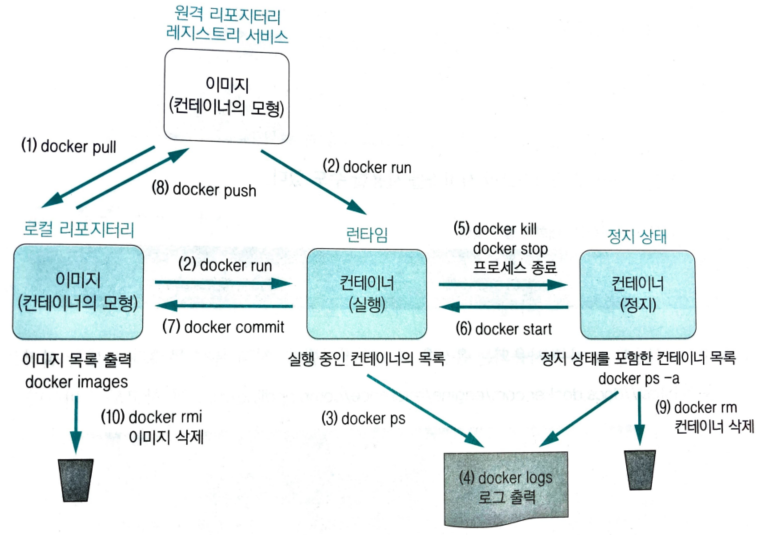 원격 리포지터리
레지스트리 서비스
이미지
(컨테이너의 모형)
(1) docker pull
(8) docker push
(2) docker run
로컬 리포지터리
이미지
(컨테이너의 모형)
(2) docker run
(7) docker commit
런타임
컨테이너
(실행)
(5) docker kill
docker stop
프로세스 종료
(6) docker start
정지 상태
컨테이너
(정지)
이미지 목록 출력
docker images
실행 중인 컨테이너의 목록
정지 상태를 포함한 컨테이너 목록
docker ps –a
(10) docker rmi
이미지 삭제
(3) docker ps
(9) docker rm
컨테이너 삭제
(4) docker logs
로그 출력